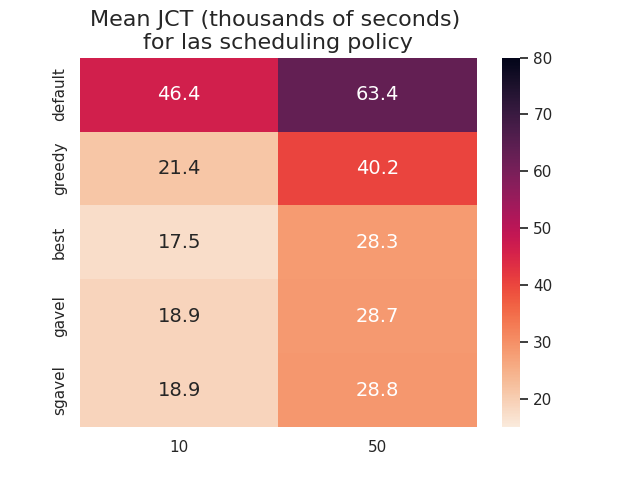 Mean JCT (thousands of seconds)
for las scheduling policy
default 46.4 63.4
greedy 21.4 40.2
best 17.5 28.3
gavel 18.9 28.7
sgavel 18.9 28.8
10 50
80
70
60
50
40
30
20